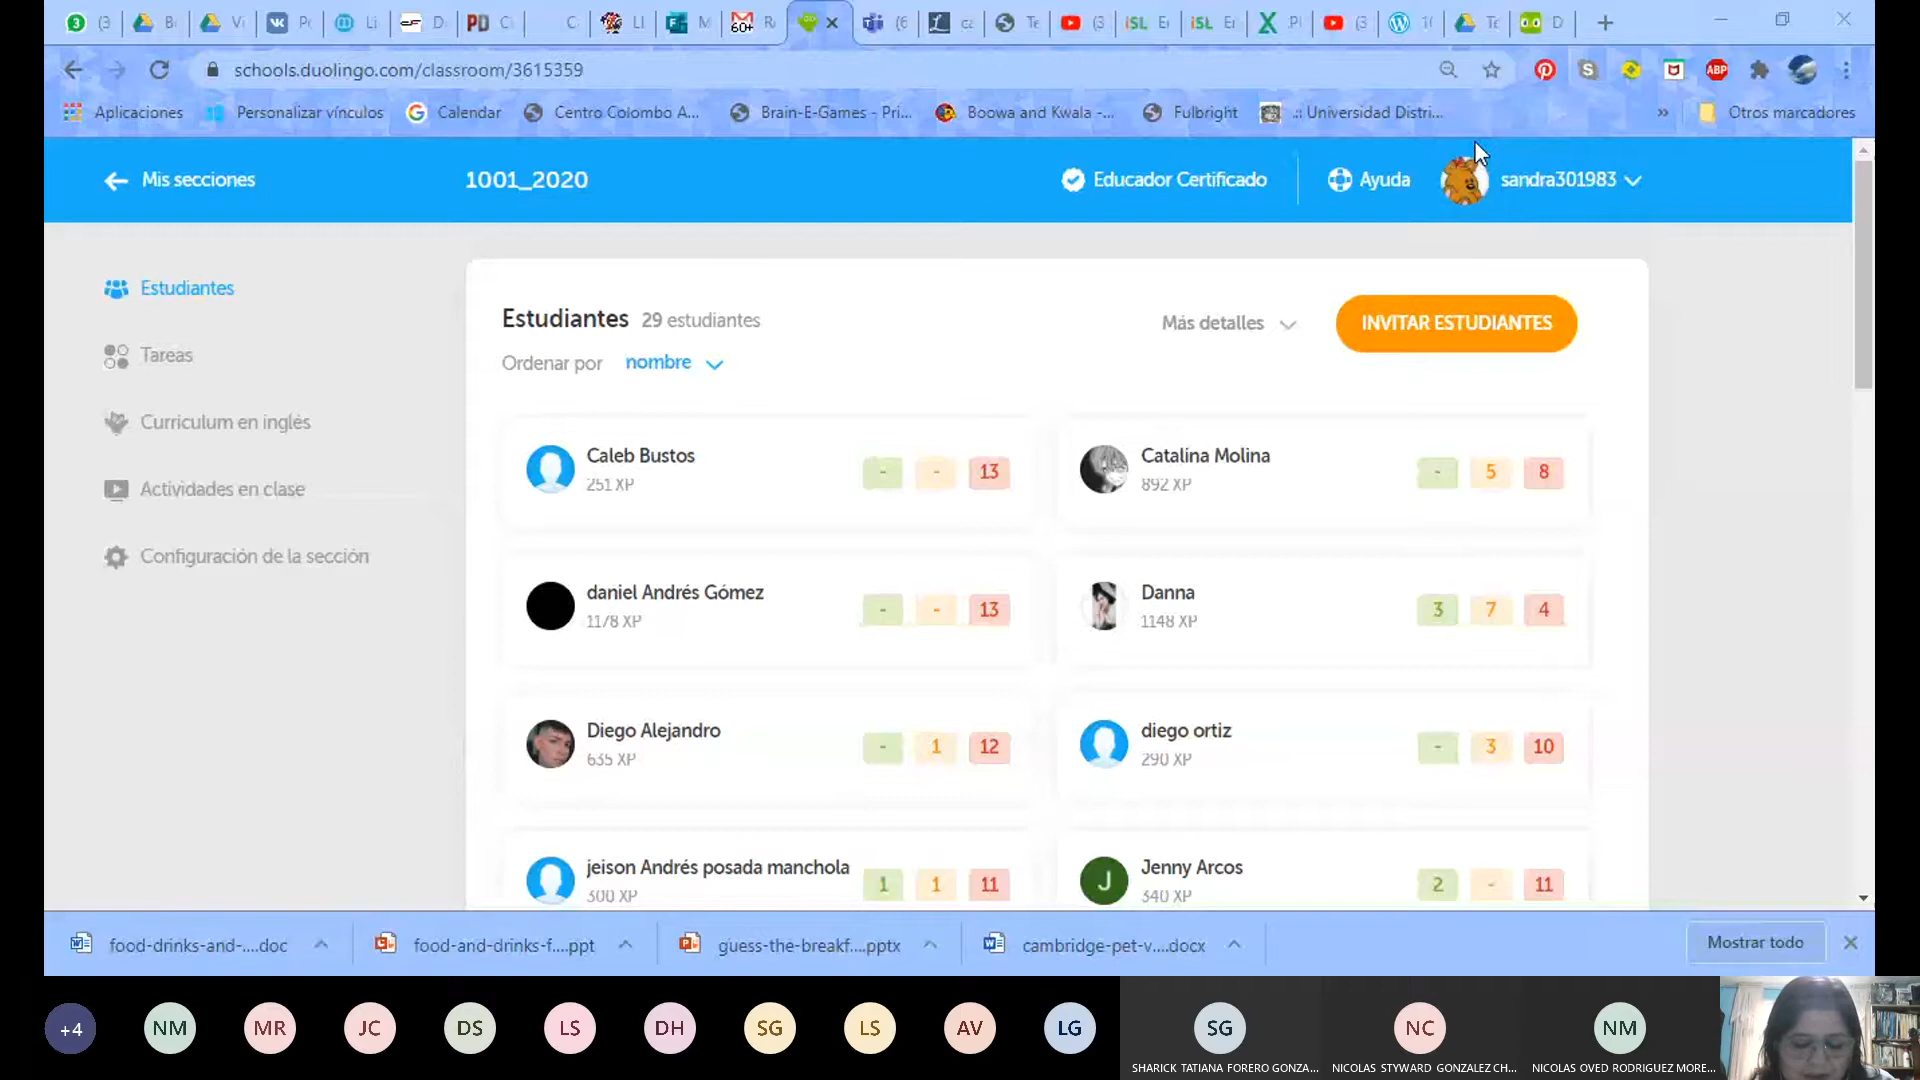 schools.duolingo.com/classroom/3615359
Aplicaciones Personalizar vínculos Calendar Centro Colombo A... Brain-E-Games - Pri... Boowa and Kwala -... Fulbright .:: Universidad Distri... » Otros marcadores
Mis secciones 1001_2020 Educador Certificado Ayuda sandra301983
Estudiantes
Tareas
Curriculum en inglés
Actividades en clase
Configuración de la sección
Estudiantes 29 estudiantes Más detalles INVITAR ESTUDIANTES
Ordenar por nombre
Caleb Bustos - - 13
251 XP
Catalina Molina - 5 8
892 XP
daniel Andrés Gómez - - 13
1178 XP
Danna 3 7 4
1148 XP
Diego Alejandro - 1 12
635 XP
diego ortiz - 3 10
290 XP
jeison Andrés posada manchola 1 1 11
300 XP
Jenny Arcos 2 - 11
340 XP
J
food-drinks-and-....doc food-and-drinks-f....ppt guess-the-breakf....pptx cambridge-pet-v....docx Mostrar todo
+4 NM MR JC DS LS DH SG LS AV LG SG NC NM
SHARICK TATIANA FORERO GONZA... NICOLAS STYWARD GONZALEZ CH... NICOLAS OVED RODRIGUEZ MORE...